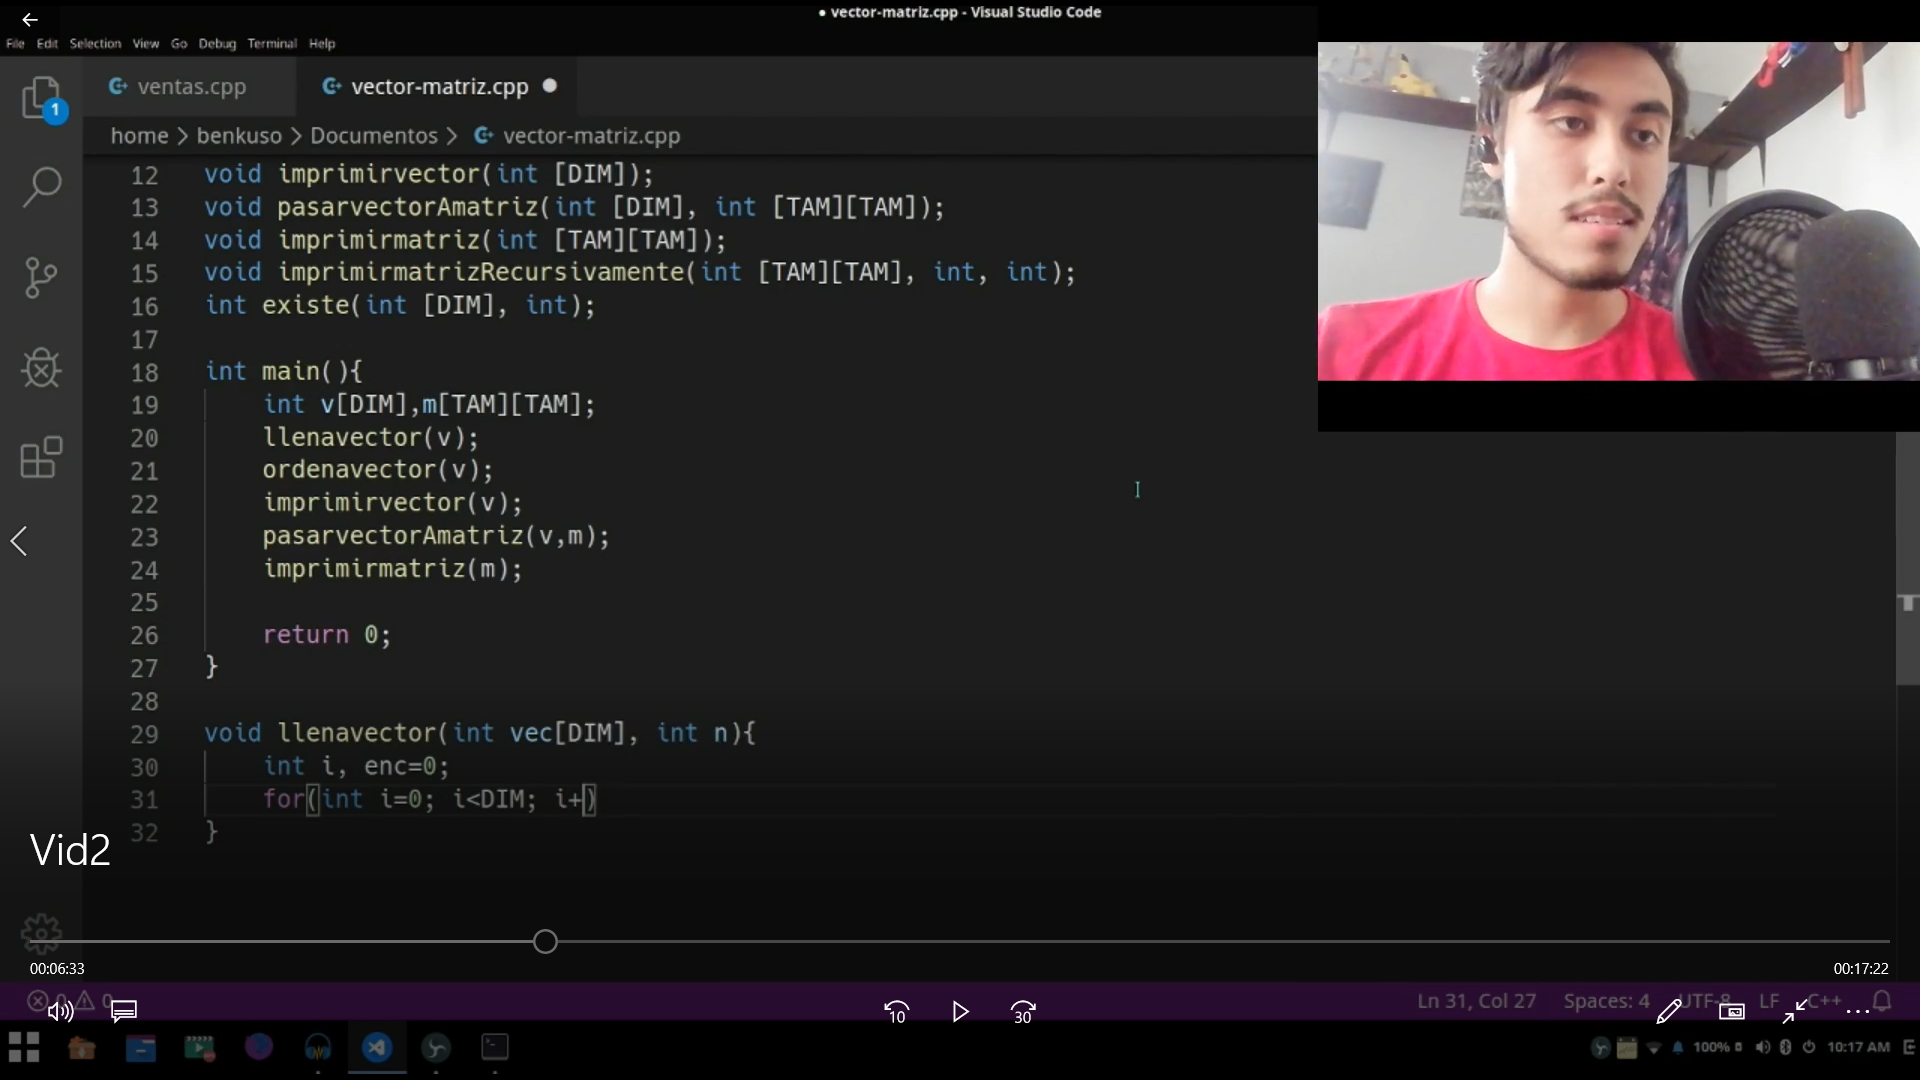 ● vector-matriz.cpp - Visual Studio Code
File Edit Selection View Go Debug Terminal Help
1
ventas.cpp vector-matriz.cpp ●
home > benkuso > Documentos > vector-matriz.cpp
12 void imprimirvector(int [DIM]);
13 void pasarvectorAmatriz(int [DIM], int [TAM][TAM]);
14 void imprimirmatriz(int [TAM][TAM]);
15 void imprimirmatrizRecursivamente(int [TAM][TAM], int, int);
16 int existe(int [DIM], int);
17
18 int main(){
19 int v[DIM],m[TAM][TAM];
20 llenavector(v);
21 ordenavector(v);
22 imprimirvector(v);
23 pasarvectorAmatriz(v,m);
24 imprimirmatriz(m);
25
26 return 0;
27 }
28
29 void llenavector(int vec[DIM], int n){
30 int i, enc=0;
31 for(int i=0; i<DIM; i+)
32 }
Vid2
00:06:33 00:17:22
0 0 Ln 31, Col 27 Spaces: 4 UTF-8 LF C++
10 30
100% 10:17 AM